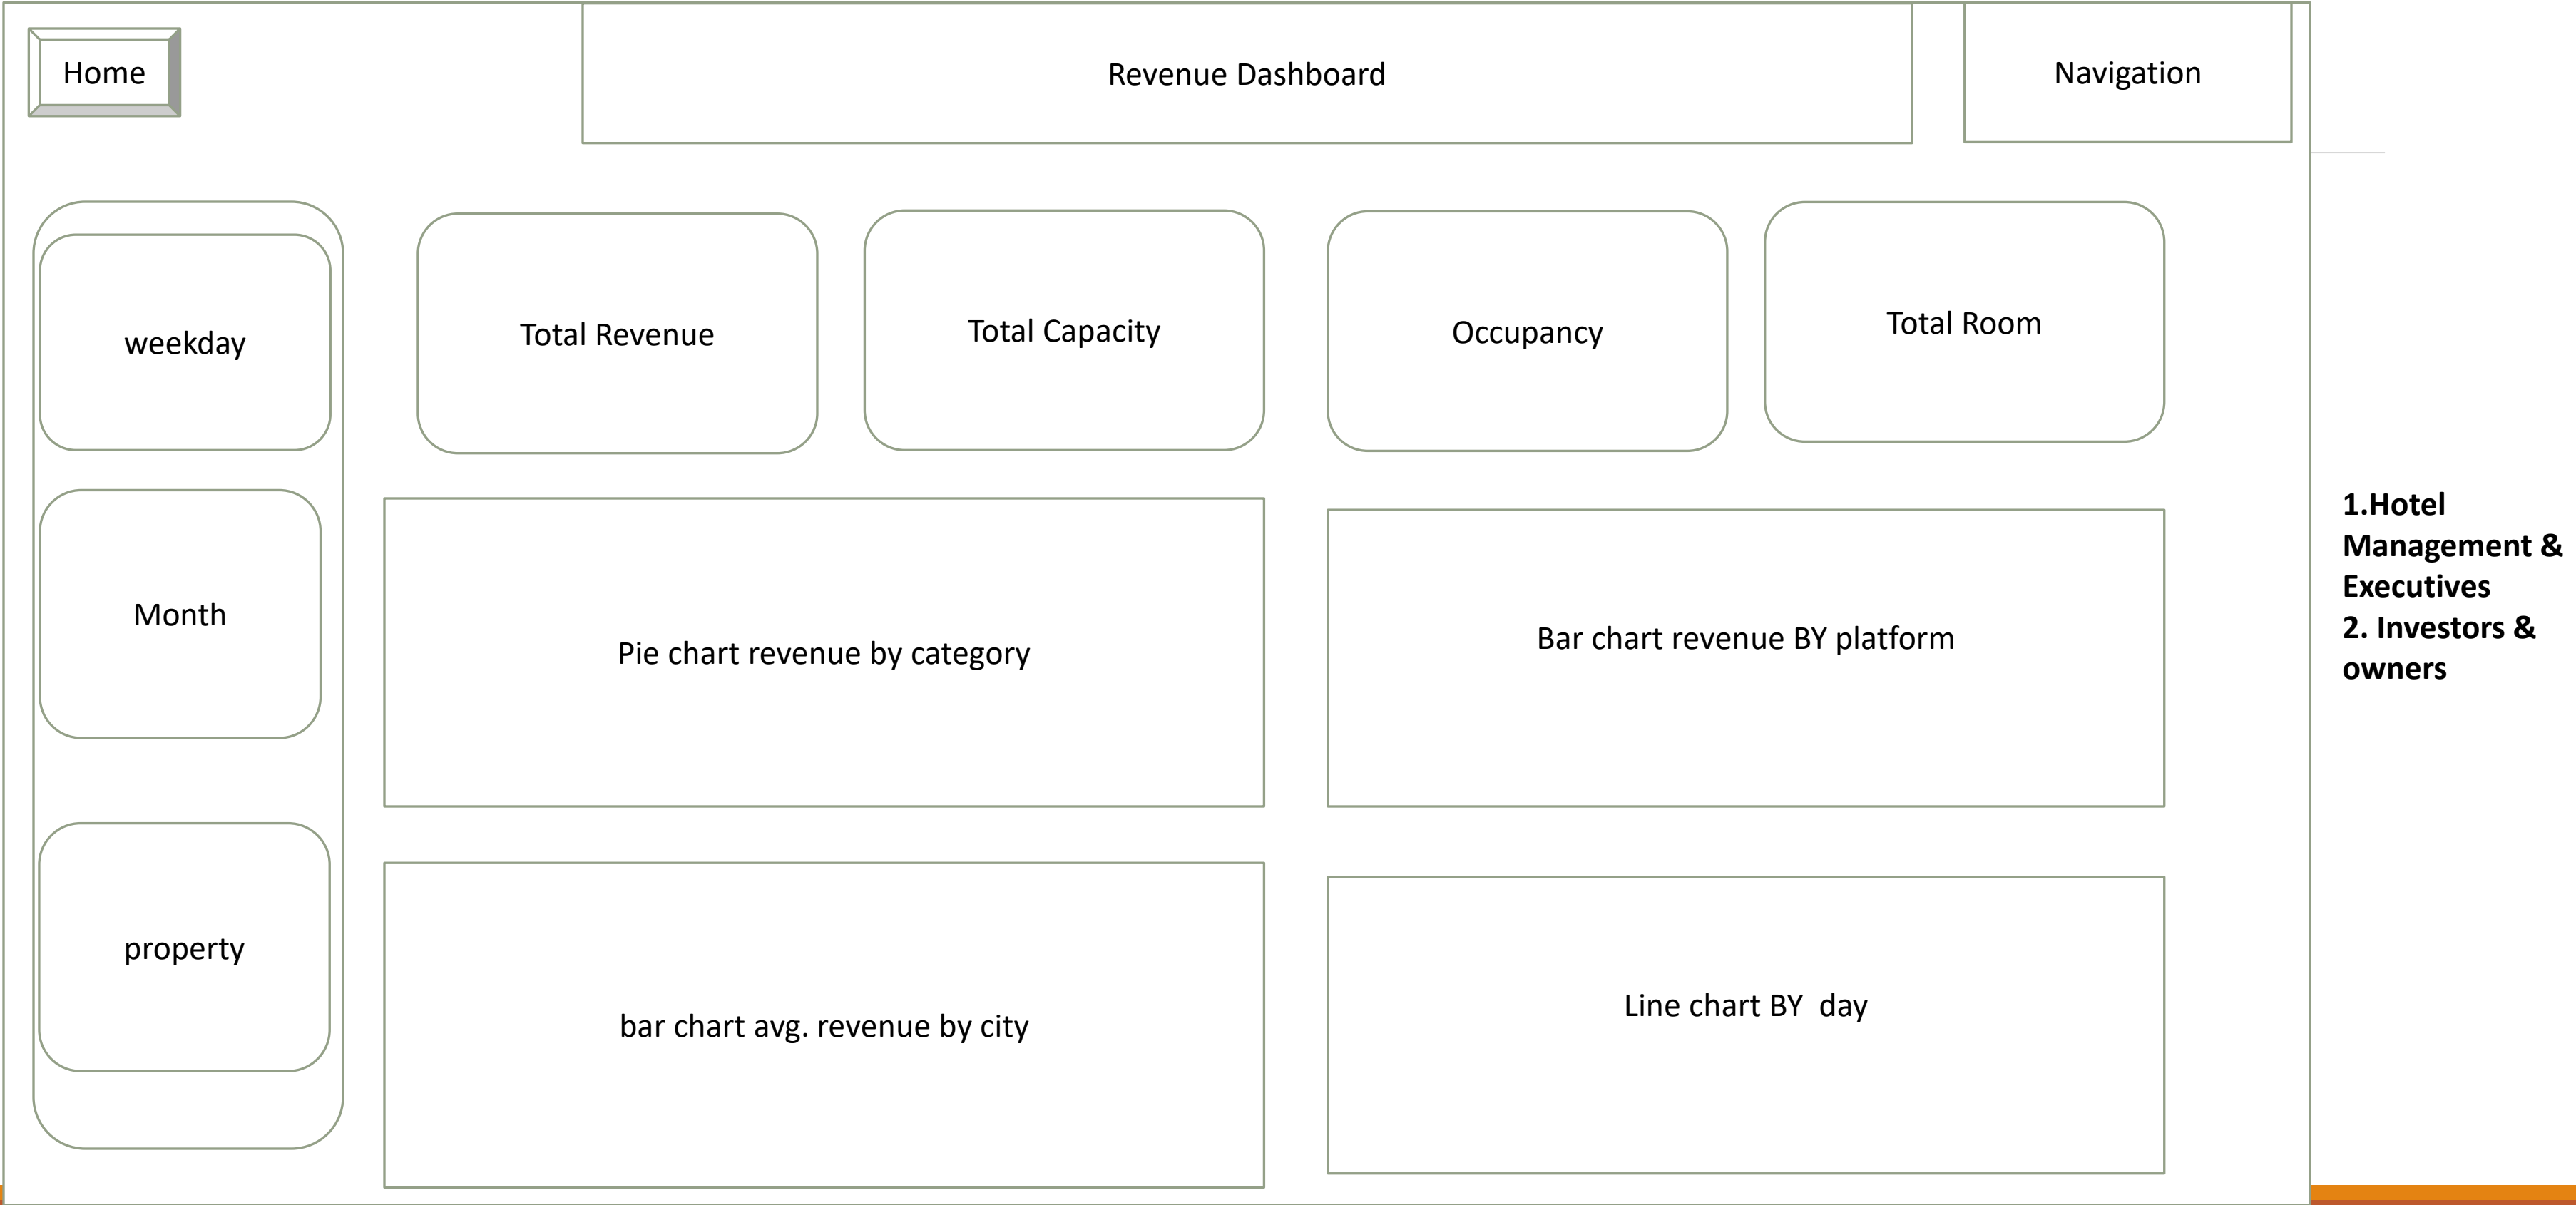 Home
Revenue Dashboard
Navigation
weekday
Total Revenue
Total Capacity
Occupancy
Total Room
Month
Pie chart revenue by category
Bar chart revenue BY platform
property
bar chart avg. revenue by city
Line chart BY  day
1.Hotel
Management &
Executives
2. Investors &
owners